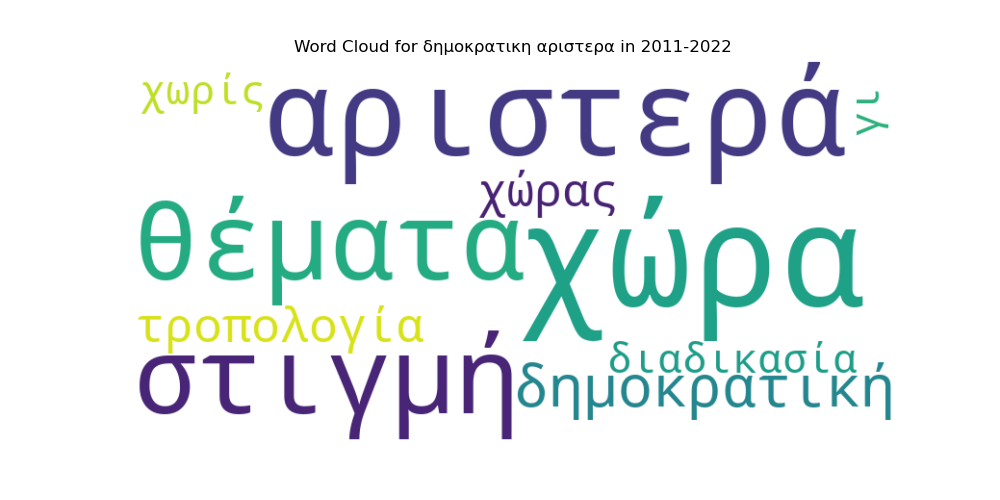 Word Cloud for δημοκρατικη αριστερα in 2011-2022
χωρίς
αριστερά
γι
χώρας
θέματα
χώρα
τροπολογία
στιγμή
διαδικασία
δημοκρατική